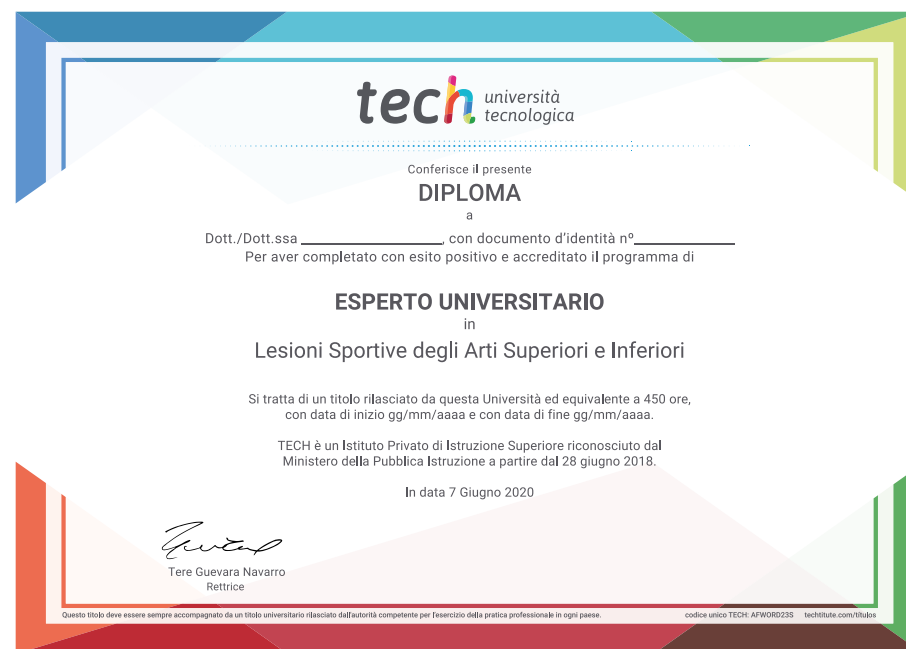 tech università
tecnologica
Conferisce il presente
DIPLOMA
a
Dott./Dott.ssa ____________________, con documento d'identità nº______________
Per aver completato con esito positivo e accreditato il programma di
ESPERTO UNIVERSITARIO
in
Lesioni Sportive degli Arti Superiori e Inferiori
Si tratta di un titolo rilasciato da questa Università ed equivalente a 450 ore,
con data di inizio gg/mm/aaaa e con data di fine gg/mm/aaaa.
TECH è un Istituto Privato di Istruzione Superiore riconosciuto dal
Ministero della Pubblica Istruzione a partire dal 28 giugno 2018.
In data 7 Giugno 2020
Tere Guevara Navarro
Rettrice
Questo titolo deve essere sempre accompagnato da un titolo universitario rilasciato dall'autorità competente per l'esercizio della pratica professionale in ogni paese. codice unico TECH: AFWORD23S techtitute.com/títulos